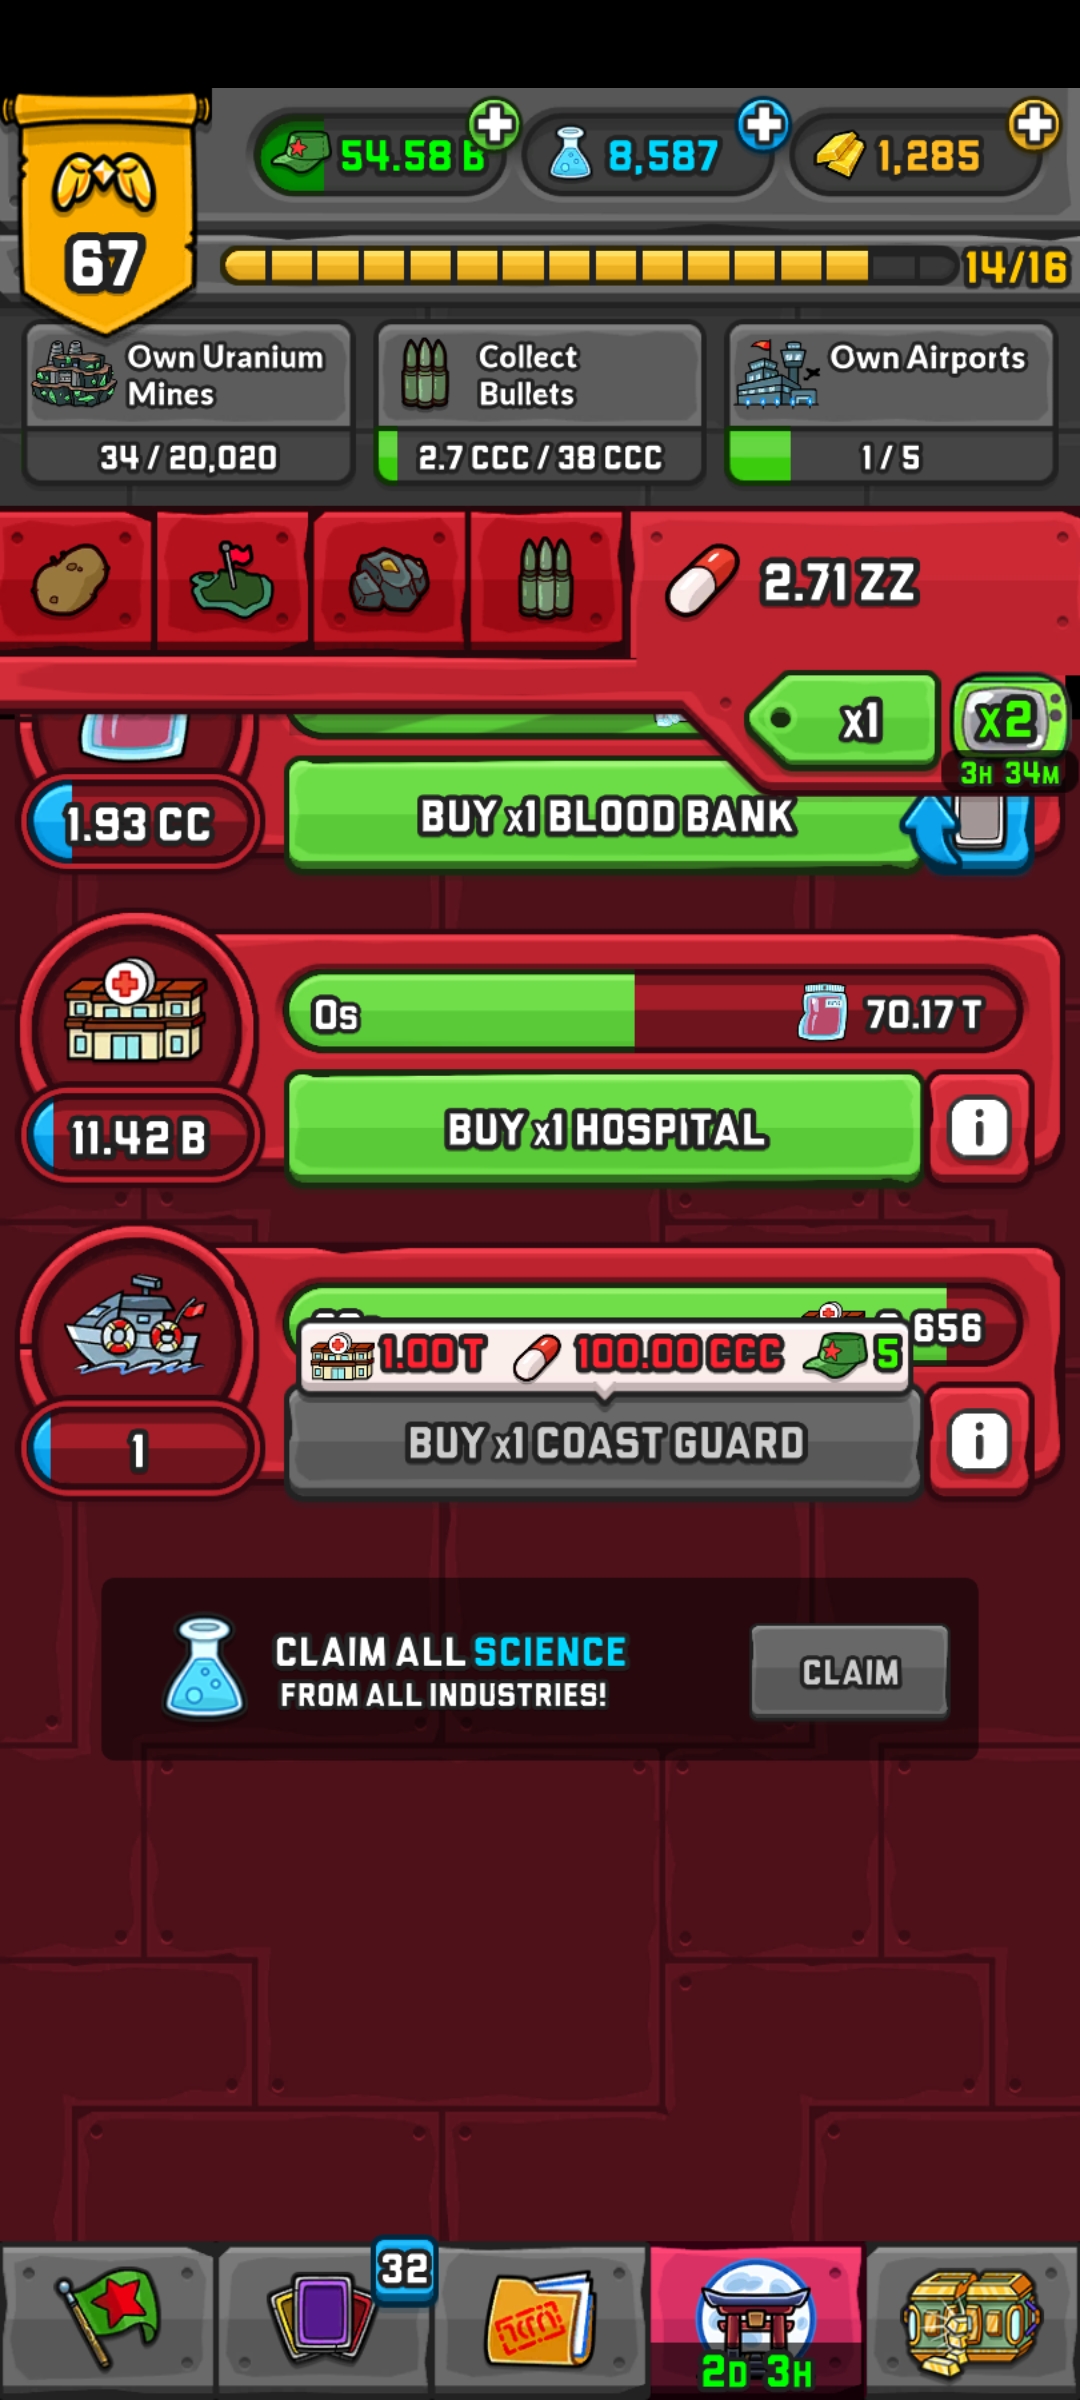 54.58 B
8,587
1,285
67
14/16
Own Uranium
Mines
34 / 20,020
Collect
Bullets
2.7 CCC / 38 CCC
Own Airports
1 / 5
2.71 ZZ
x1
x2
3H 34M
1.93 CC
BUY x1 BLOOD BANK
0s
70.17 T
11.42 B
BUY x1 HOSPITAL
i
656
1.00 T
100.00 CCC
5
1
BUY x1 COAST GUARD
i
CLAIM ALL SCIENCE
FROM ALL INDUSTRIES!
CLAIM
32
2D 3H